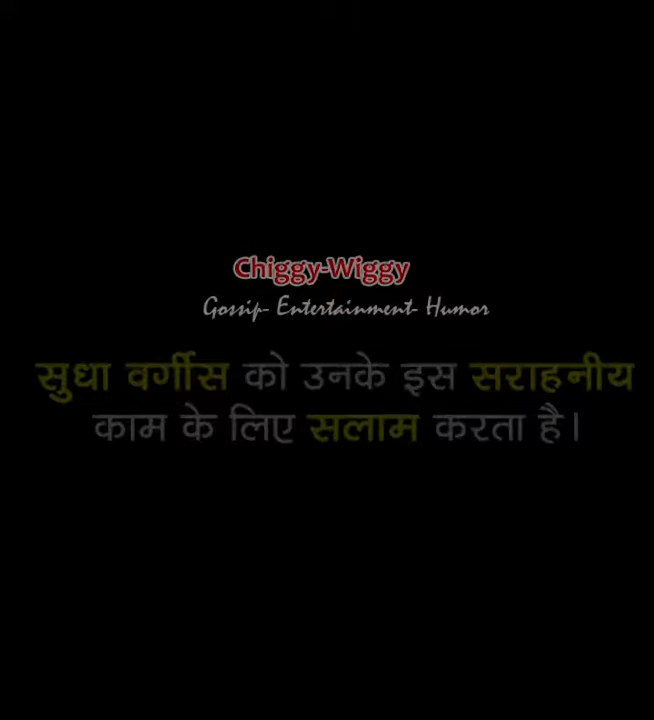 Chiggy-Wiggy
Gossip- Entertainment- Humor
सुधा वर्गीस को उनके इस सराहनीय
काम के लिए सलाम करता है।